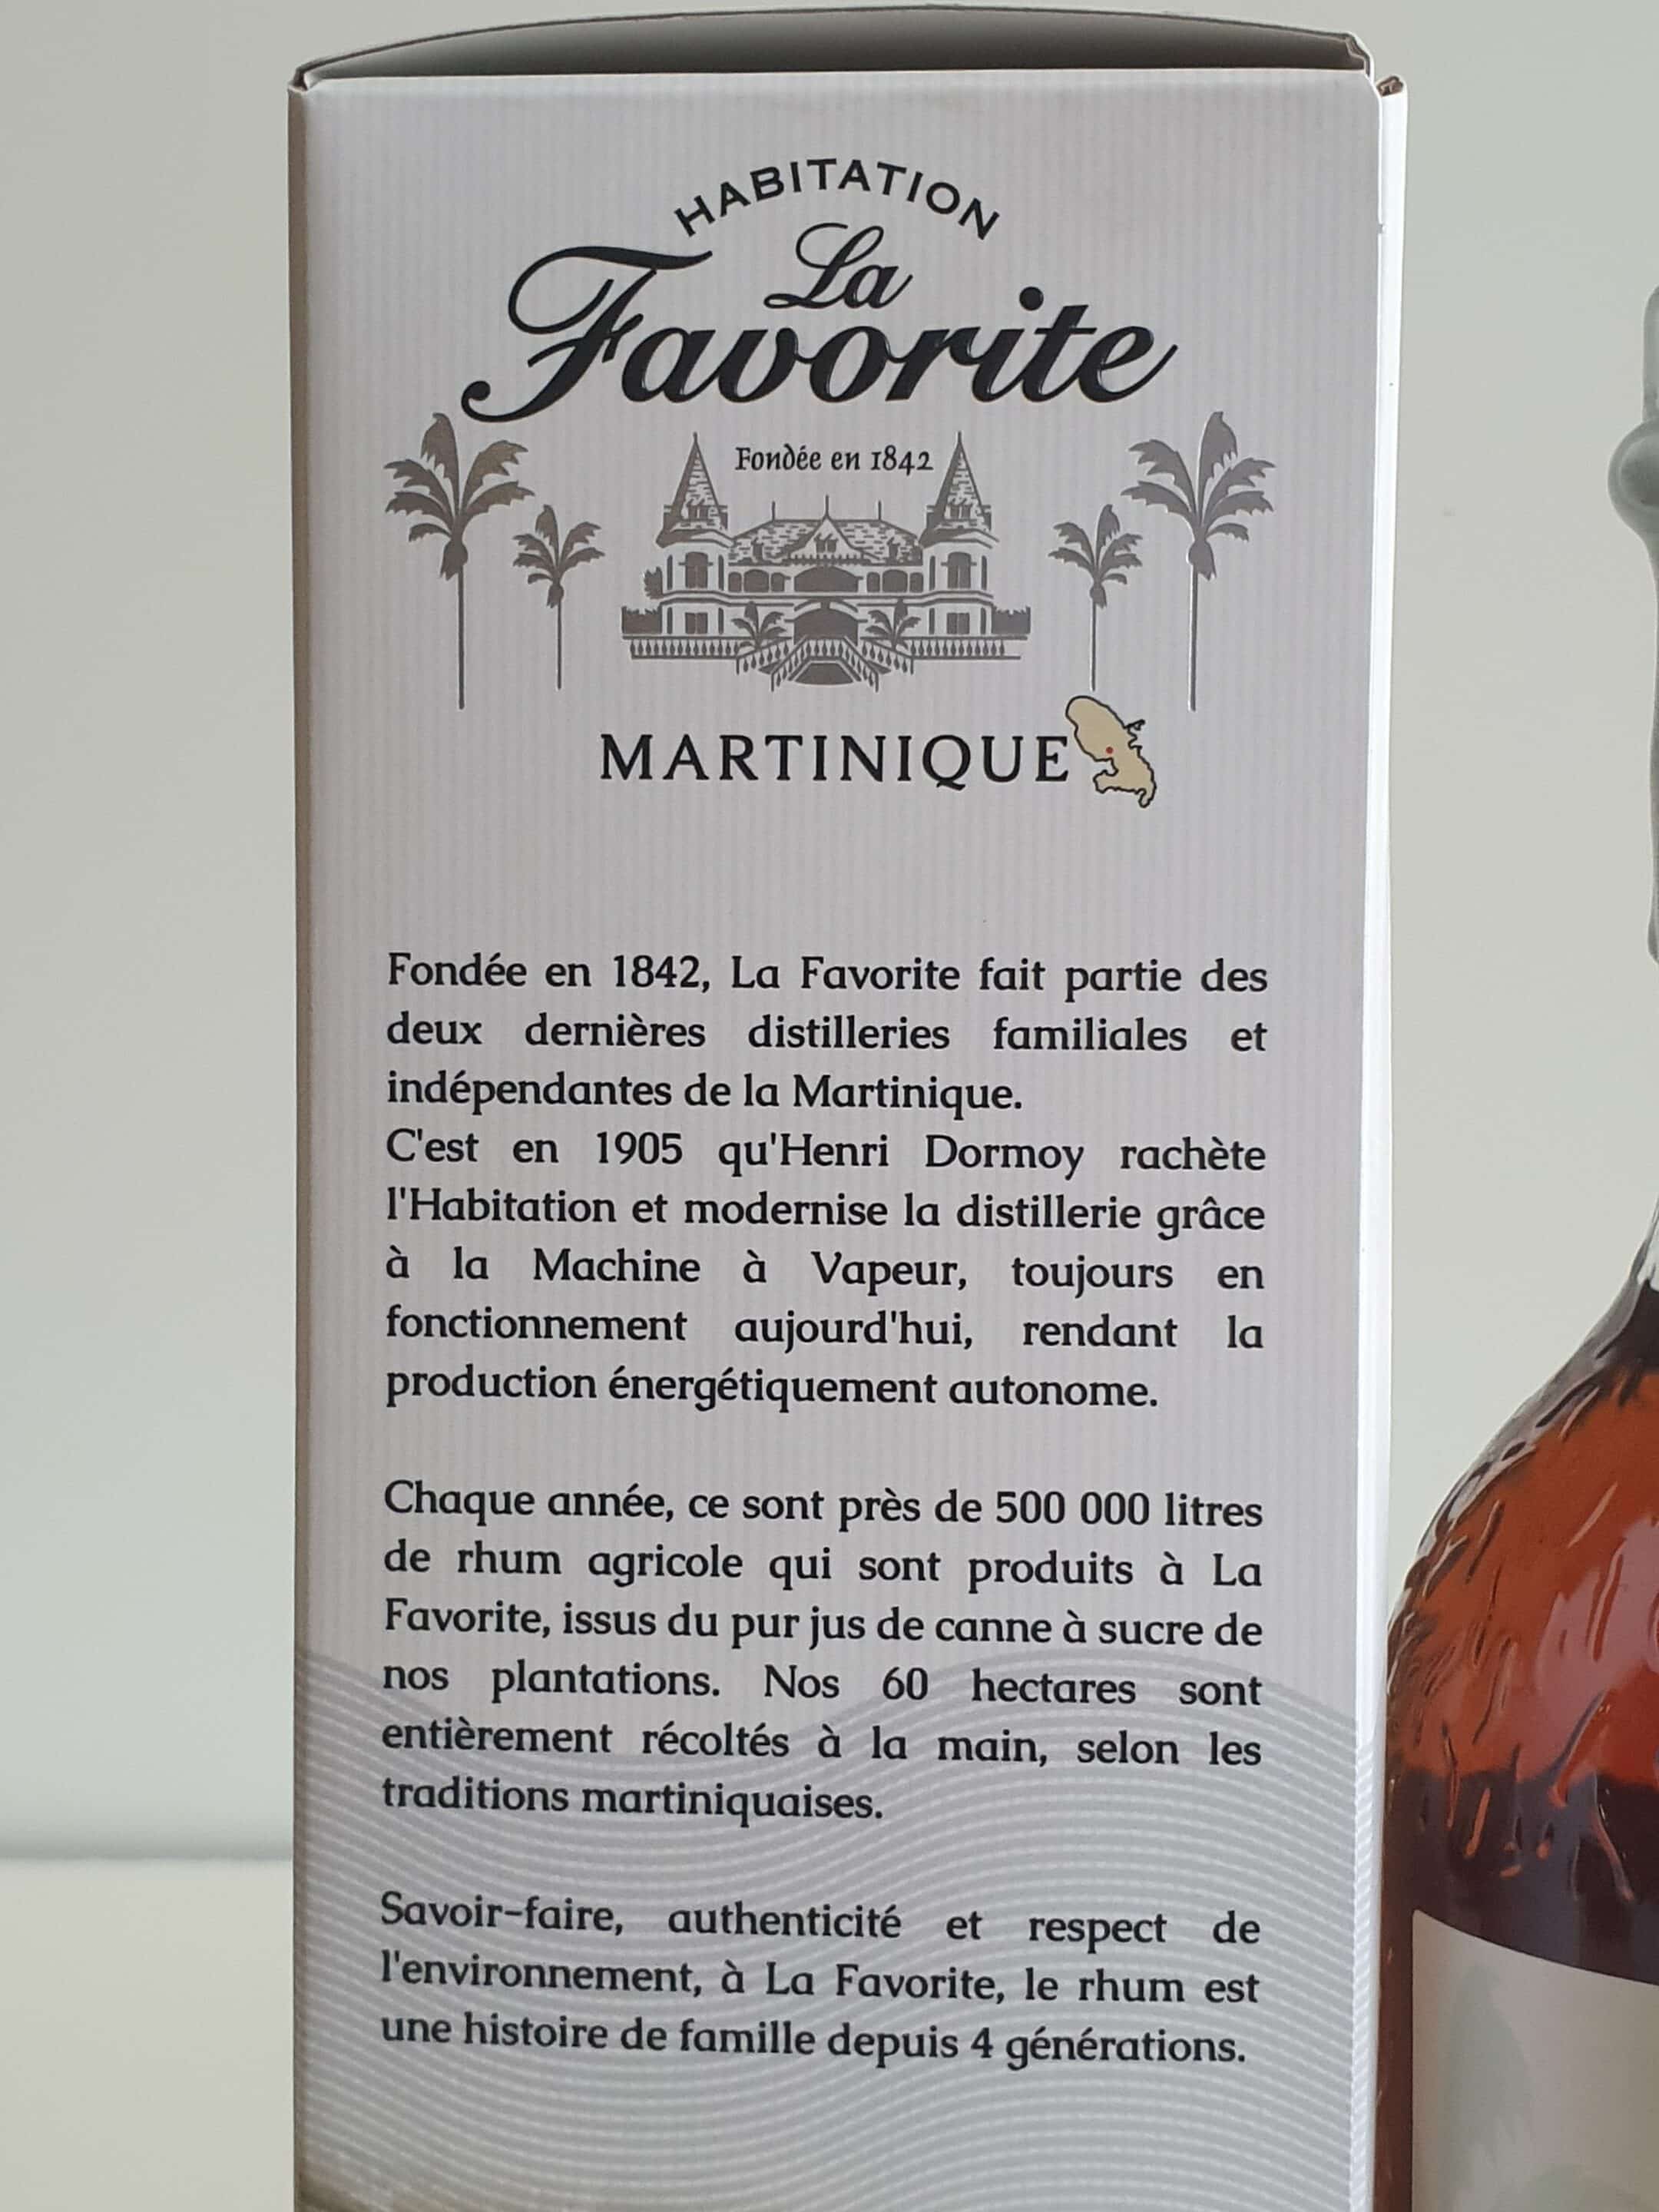 HABITATION
La
Favorite
Fondée en 1842
MARTINIQUE
Fondée en 1842, La Favorite fait partie des
deux dernières distilleries familiales et
indépendantes de la Martinique.
C'est en 1905 qu'Henri Dormoy rachète
l'Habitation et modernise la distillerie grâce
à la Machine à Vapeur, toujours en
fonctionnement aujourd'hui, rendant la
production énergétiquement autonome.
Chaque année, ce sont près de 500 000 litres
de rhum agricole qui sont produits à La
Favorite, issus du pur jus de canne à sucre de
nos plantations. Nos 60 hectares sont
entièrement récoltés à la main, selon les
traditions martiniquaises.
Savoir-faire, authenticité et respect de
l'environnement, à La Favorite, le rhum est
une histoire de famille depuis 4 générations.